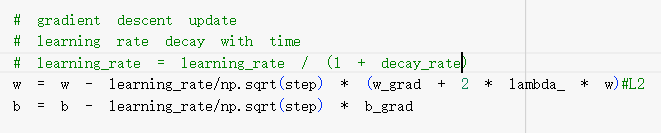 # gradient descent update
# learning rate decay with time
# learning_rate = learning_rate / (1 + decay_rate)
w = w - learning_rate/np.sqrt(step) * (w_grad + 2 * lambda_ * w)#L2
b = b - learning_rate/np.sqrt(step) * b_grad